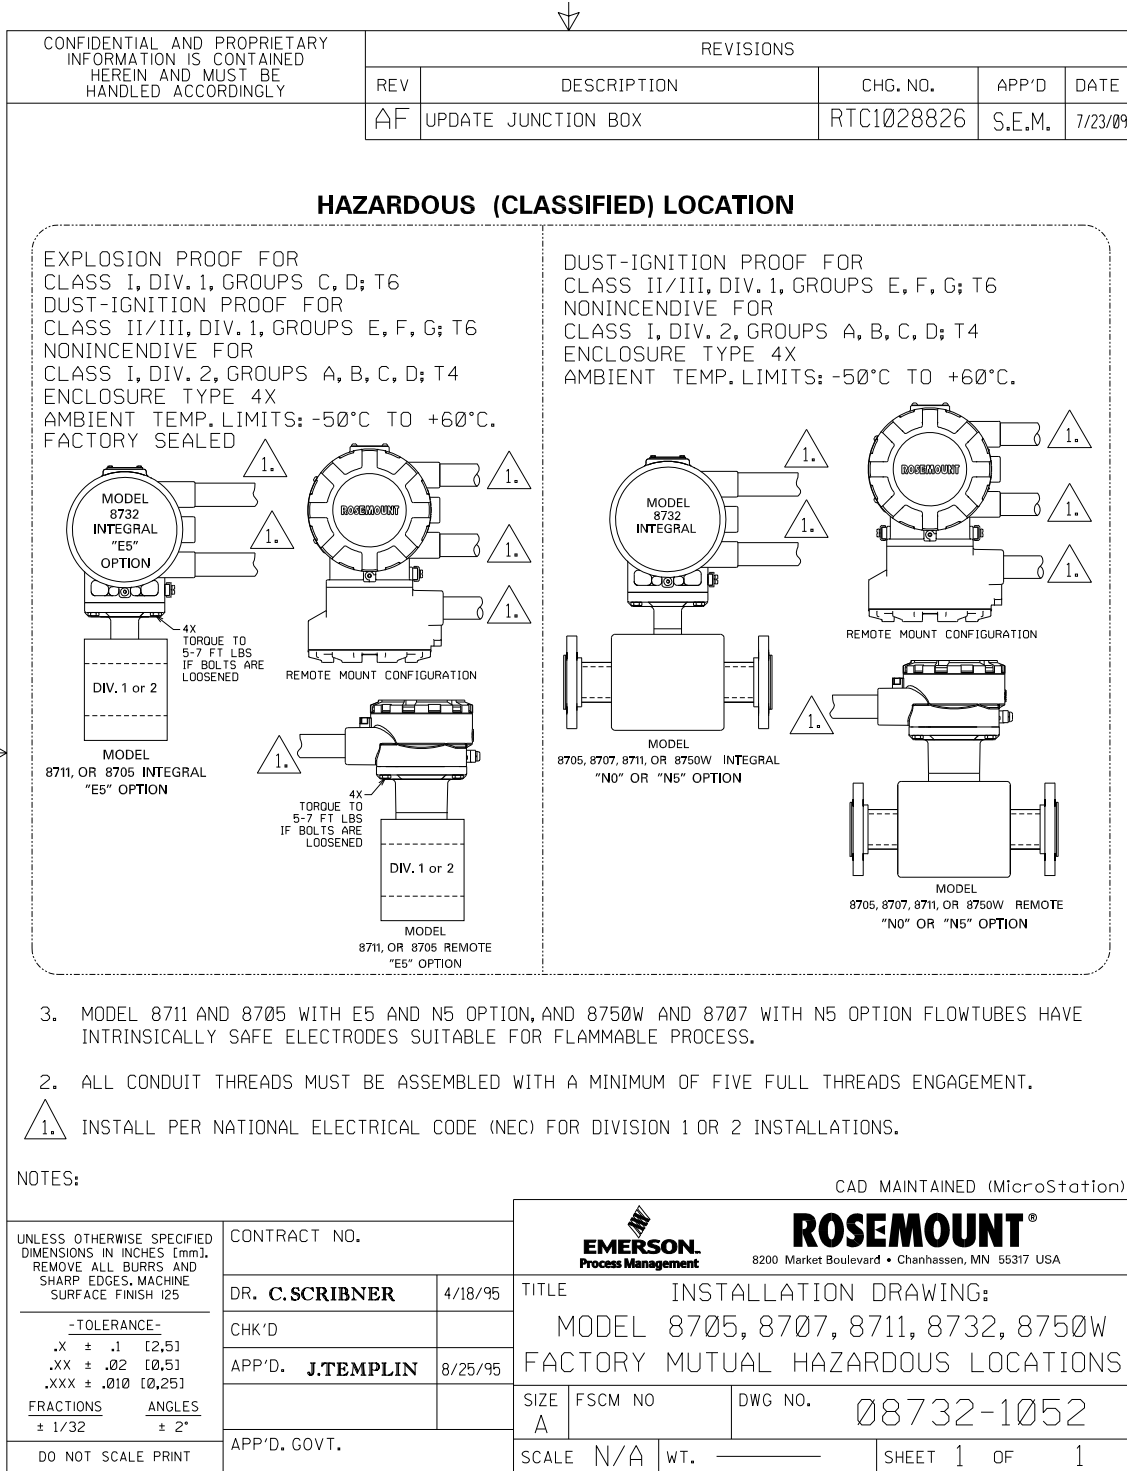 CONFIDENTIAL AND PROPRIETARY
INFORMATION IS CONTAINED
HEREIN AND MUST BE
HANDLED ACCORDINGLY
REVISIONS
REV DESCRIPTION CHG. NO. APP'D DATE
AF UPDATE JUNCTION BOX RTC1028826 S.E.M. 7/23/09
HAZARDOUS (CLASSIFIED) LOCATION
EXPLOSION PROOF FOR
CLASS I, DIV. 1, GROUPS C, D; T6
DUST-IGNITION PROOF FOR
CLASS II/III, DIV. 1, GROUPS E, F, G; T6
NONINCENDIVE FOR
CLASS I, DIV. 2, GROUPS A, B, C, D; T4
ENCLOSURE TYPE 4X
AMBIENT TEMP. LIMITS: -50°C TO +60°C.
FACTORY SEALED
1.
1.
MODEL
8732
INTEGRAL
"E5"
OPTION
4X
TORQUE TO
5-7 FT LBS
IF BOLTS ARE
LOOSENED
DIV. 1 or 2
MODEL
8711, OR 8705 INTEGRAL
"E5" OPTION
ROSEMOUNT
1.
1.
1.
REMOTE MOUNT CONFIGURATION
1.
4X
TORQUE TO
5-7 FT LBS
IF BOLTS ARE
LOOSENED
DIV. 1 or 2
MODEL
8711, OR 8705 REMOTE
"E5" OPTION
DUST-IGNITION PROOF FOR
CLASS II/III, DIV. 1, GROUPS E, F, G; T6
NONINCENDIVE FOR
CLASS I, DIV. 2, GROUPS A, B, C, D; T4
ENCLOSURE TYPE 4X
AMBIENT TEMP. LIMITS: -50°C TO +60°C.
1.
1.
MODEL
8732
INTEGRAL
MODEL
8705, 8707, 8711, OR 8750W INTEGRAL
"N0" OR "N5" OPTION
ROSEMOUNT
1.
1.
1.
REMOTE MOUNT CONFIGURATION
1.
MODEL
8705, 8707, 8711, OR 8750W REMOTE
"N0" OR "N5" OPTION
3. MODEL 8711 AND 8705 WITH E5 AND N5 OPTION, AND 8750W AND 8707 WITH N5 OPTION FLOWTUBES HAVE
INTRINSICALLY SAFE ELECTRODES SUITABLE FOR FLAMMABLE PROCESS.
2. ALL CONDUIT THREADS MUST BE ASSEMBLED WITH A MINIMUM OF FIVE FULL THREADS ENGAGEMENT.
1. INSTALL PER NATIONAL ELECTRICAL CODE (NEC) FOR DIVISION 1 OR 2 INSTALLATIONS.
NOTES:
CAD MAINTAINED (MicroStation)
UNLESS OTHERWISE SPECIFIED
DIMENSIONS IN INCHES [mm].
REMOVE ALL BURRS AND
SHARP EDGES. MACHINE
SURFACE FINISH 125
-TOLERANCE-
.X ± .1 [2,5]
.XX ± .02 [0,5]
.XXX ± .010 [0,25]
FRACTIONS ANGLES
± 1/32 ± 2°
DO NOT SCALE PRINT
CONTRACT NO.
DR. C.SCRIBNER 4/18/95
CHK'D
APP'D. J.TEMPLIN 8/25/95
APP'D. GOVT.
EMERSON.
Process Management
ROSEMOUNT®
8200 Market Boulevard • Chanhassen, MN 55317 USA
TITLE INSTALLATION DRAWING:
MODEL 8705, 8707, 8711, 8732, 8750W
FACTORY MUTUAL HAZARDOUS LOCATIONS
SIZE A FSCM NO DWG NO. 08732-1052
SCALE N/A WT. SHEET 1 OF 1